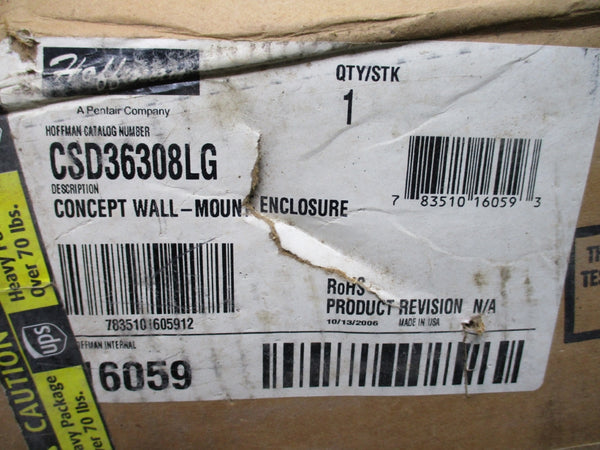 Hoffman
A Pentair Company
QTY/STK
1
HOFFMAN CATALOG NUMBER
CSD36308LG
DESCRIPTION
CONCEPT WALL-MOUN ENCLOSURE
7 83510 16059 3
7835101605912
RoHS
PRODUCT REVISION N/A
10/13/2006 MADE IN USA
HOFFMAN INTERNAL
16059
Heavy
Over 70 lbs.
CAUTION
ups
Heavy Package
Over 70 lbs.